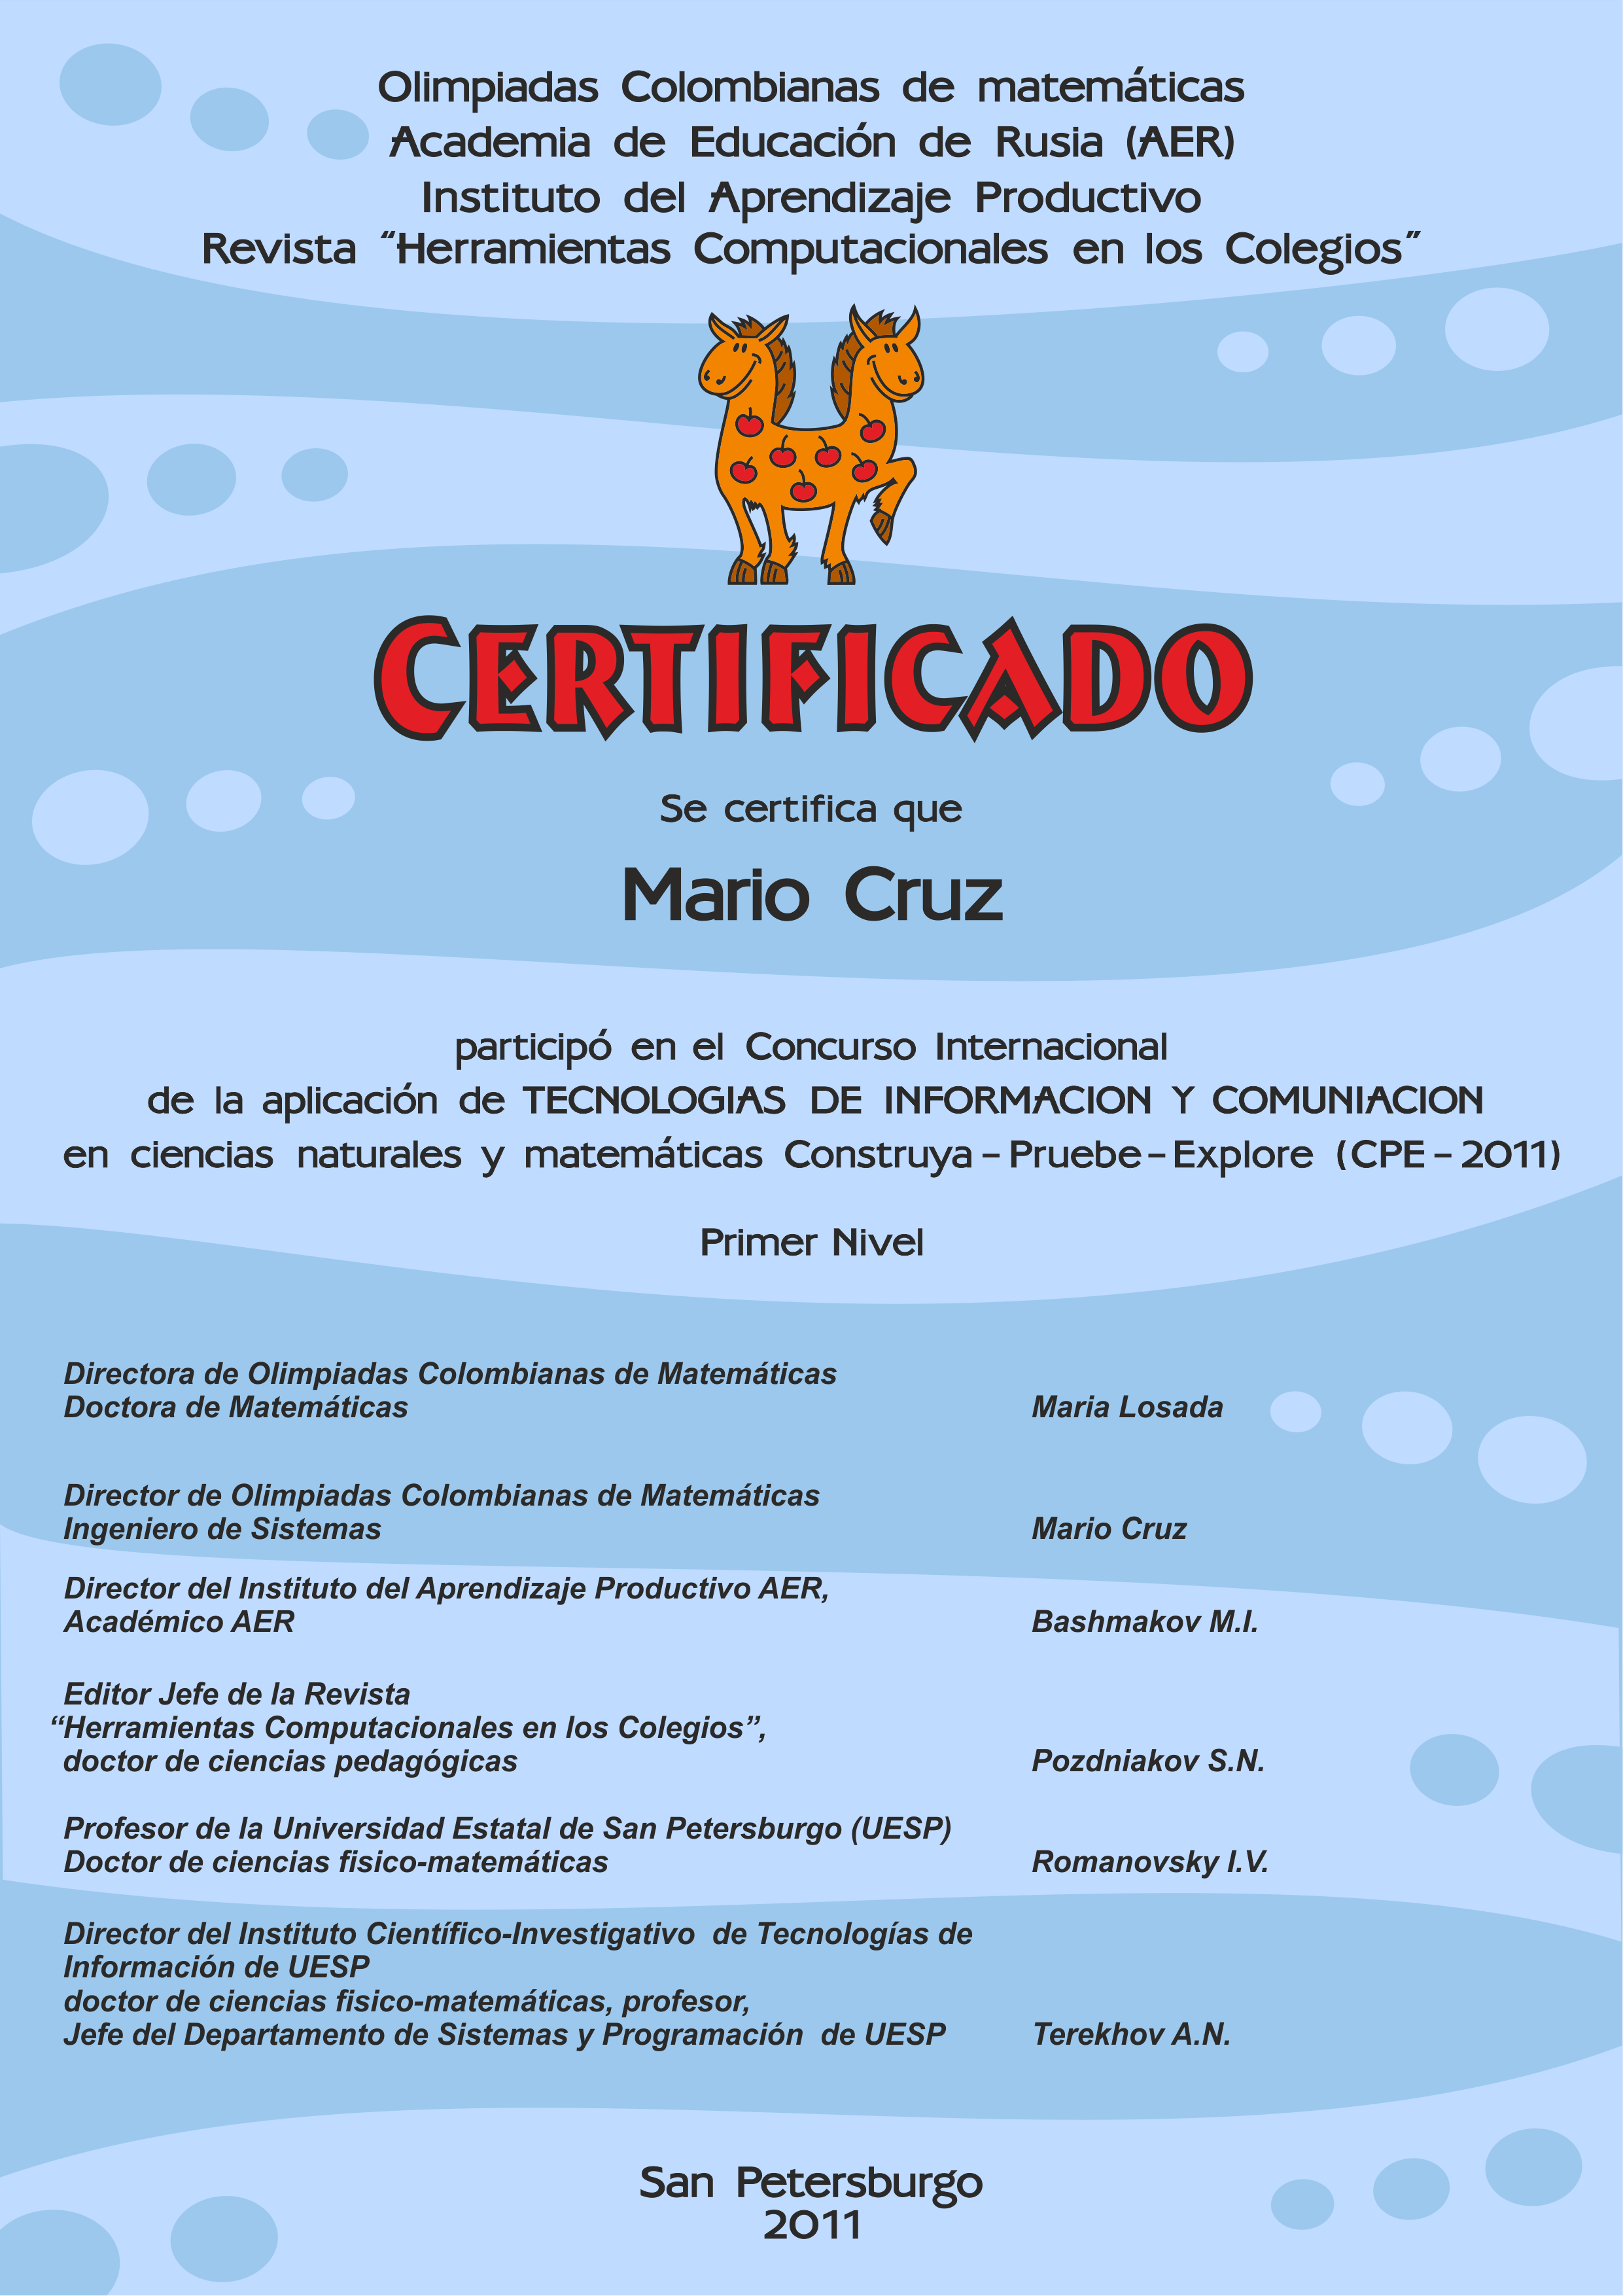 Olimpiadas Colombianas de matemáticas
Academia de Educación de Rusia (AER)
Instituto del Aprendizaje Productivo
Revista “Herramientas Computacionales en los Colegios”
CERTIFICADO
Se certifica que
Mario Cruz
participó en el Concurso Internacional
de la aplicación de TECNOLOGIAS DE INFORMACION Y COMUNIACION
en ciencias naturales y matemáticas Construya – Pruebe – Explore (CPE – 2011)
Primer Nivel
Directora de Olimpiadas Colombianas de Matemáticas
Doctora de Matemáticas Maria Losada
Director de Olimpiadas Colombianas de Matemáticas
Ingeniero de Sistemas Mario Cruz
Director del Instituto del Aprendizaje Productivo AER,
Académico AER Bashmakov M.I.
Editor Jefe de la Revista
“Herramientas Computacionales en los Colegios”,
doctor de ciencias pedagógicas Pozdniakov S.N.
Profesor de la Universidad Estatal de San Petersburgo (UESP)
Doctor de ciencias fisico-matemáticas Romanovsky I.V.
Director del Instituto Científico-Investigativo de Tecnologías de
Información de UESP
doctor de ciencias fisico-matemáticas, profesor,
Jefe del Departamento de Sistemas y Programación de UESP Terekhov A.N.
San Petersburgo
2011